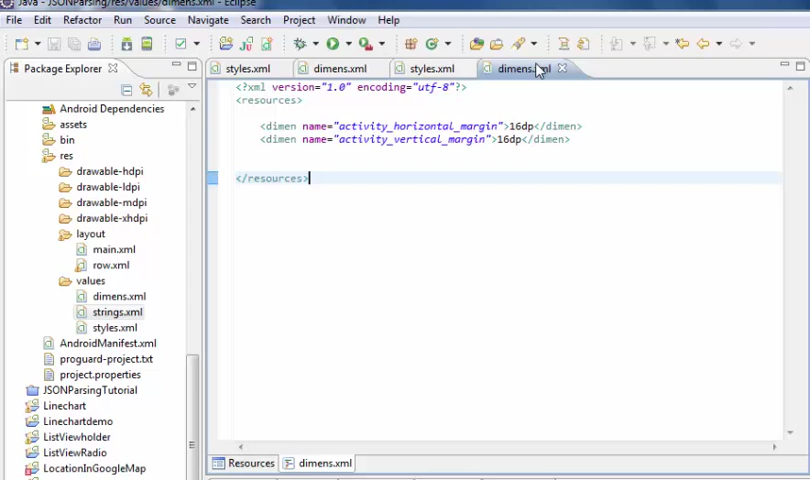 Java - JSONParsing/res/values/dimens.xml - Eclipse
File Edit Refactor Run Source Navigate Search Project Window Help
Package Explorer
styles.xml dimens.xml styles.xml dimens.xml
Android Dependencies
assets
bin
res
drawable-hdpi
drawable-ldpi
drawable-mdpi
drawable-xhdpi
layout
main.xml
row.xml
values
dimens.xml
strings.xml
styles.xml
AndroidManifest.xml
proguard-project.txt
project.properties
JSONParsingTutorial
Linechart
Linechartdemo
ListViewholder
ListViewRadio
LocationInGoogleMap
<?xml version="1.0" encoding="utf-8"?>
<resources>
<dimen name="activity_horizontal_margin">16dp</dimen>
<dimen name="activity_vertical_margin">16dp</dimen>
</resources>
Resources dimens.xml